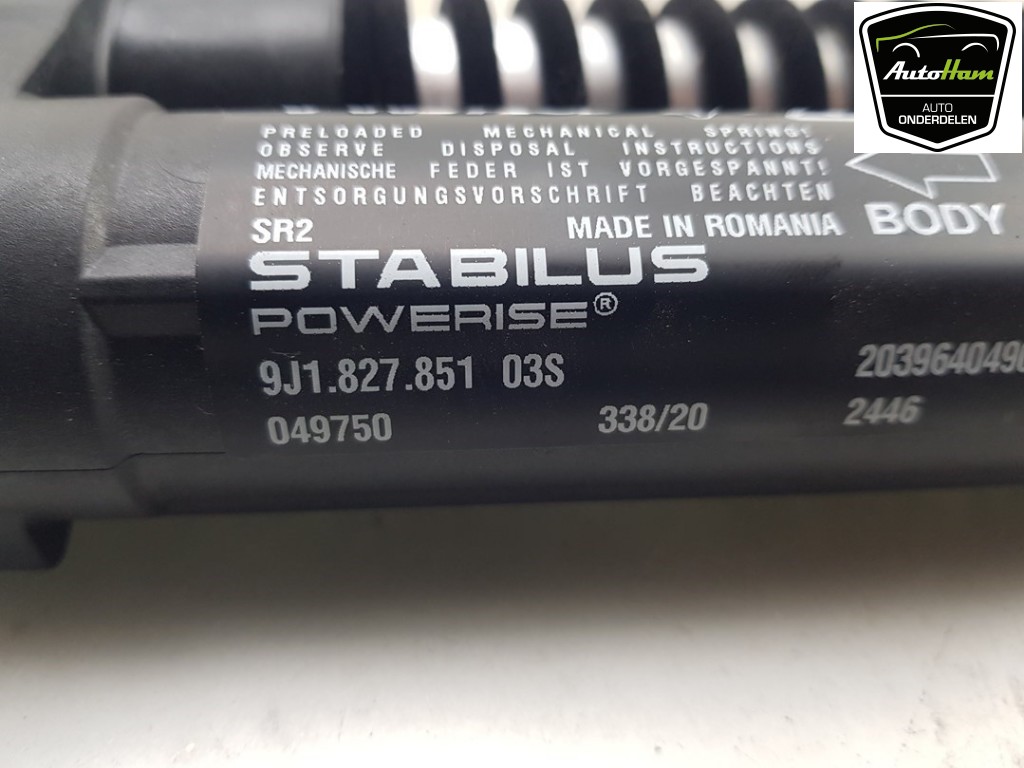 AutoHam
AUTO
ONDERDELEN
PRELOADED MECHANICAL SPRING!
OBSERVE DISPOSAL INSTRUCTIONS
MECHANISCHE FEDER IST VORGESPANNT!
ENTSORGUNGSVORSCHRIFT BEACHTEN
SR2 MADE IN ROMANIA BODY
STABILUS
POWERISE®
9J1.827.851 03S
049750 338/20 2446